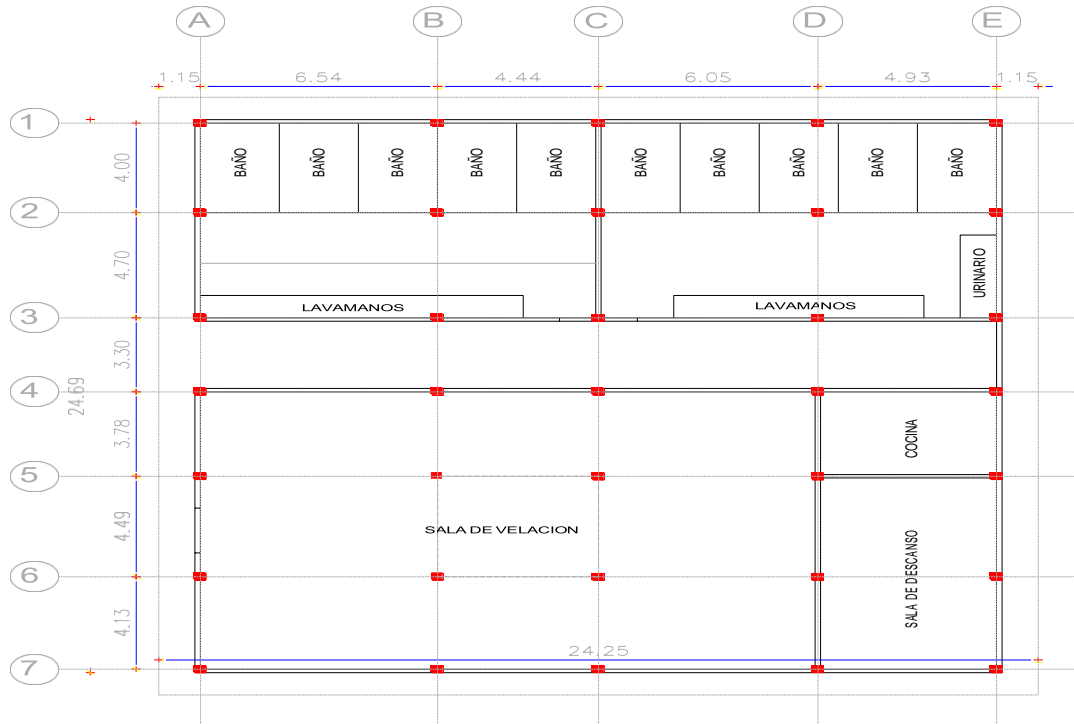 A B C D E
1.15 6.54 4.44 6.05 4.93 1.15
1
4.00
BAÑO BAÑO BAÑO BAÑO BAÑO BAÑO BAÑO BAÑO BAÑO BAÑO
2
4.70
URINARIO
LAVAMANOS LAVAMANOS
3
3.30
24.69
4
3.78
COCINA
5
4.49
SALA DE VELACION
SALA DE DESCANSO
6
4.13
24.25
7